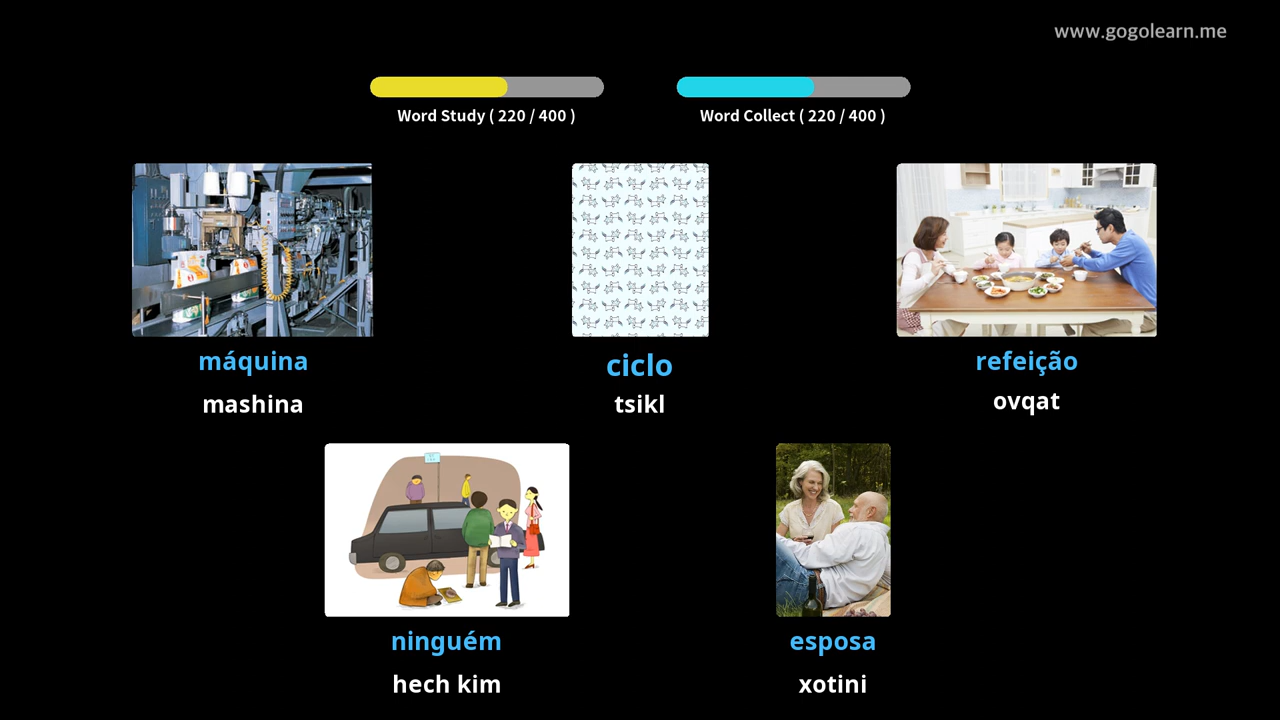 www.gogolearn.me
Word Study ( 220 / 400 )
Word Collect ( 220 / 400 )
máquina
mashina
ciclo
tsikl
refeição
ovqat
ninguém
hech kim
esposa
xotini